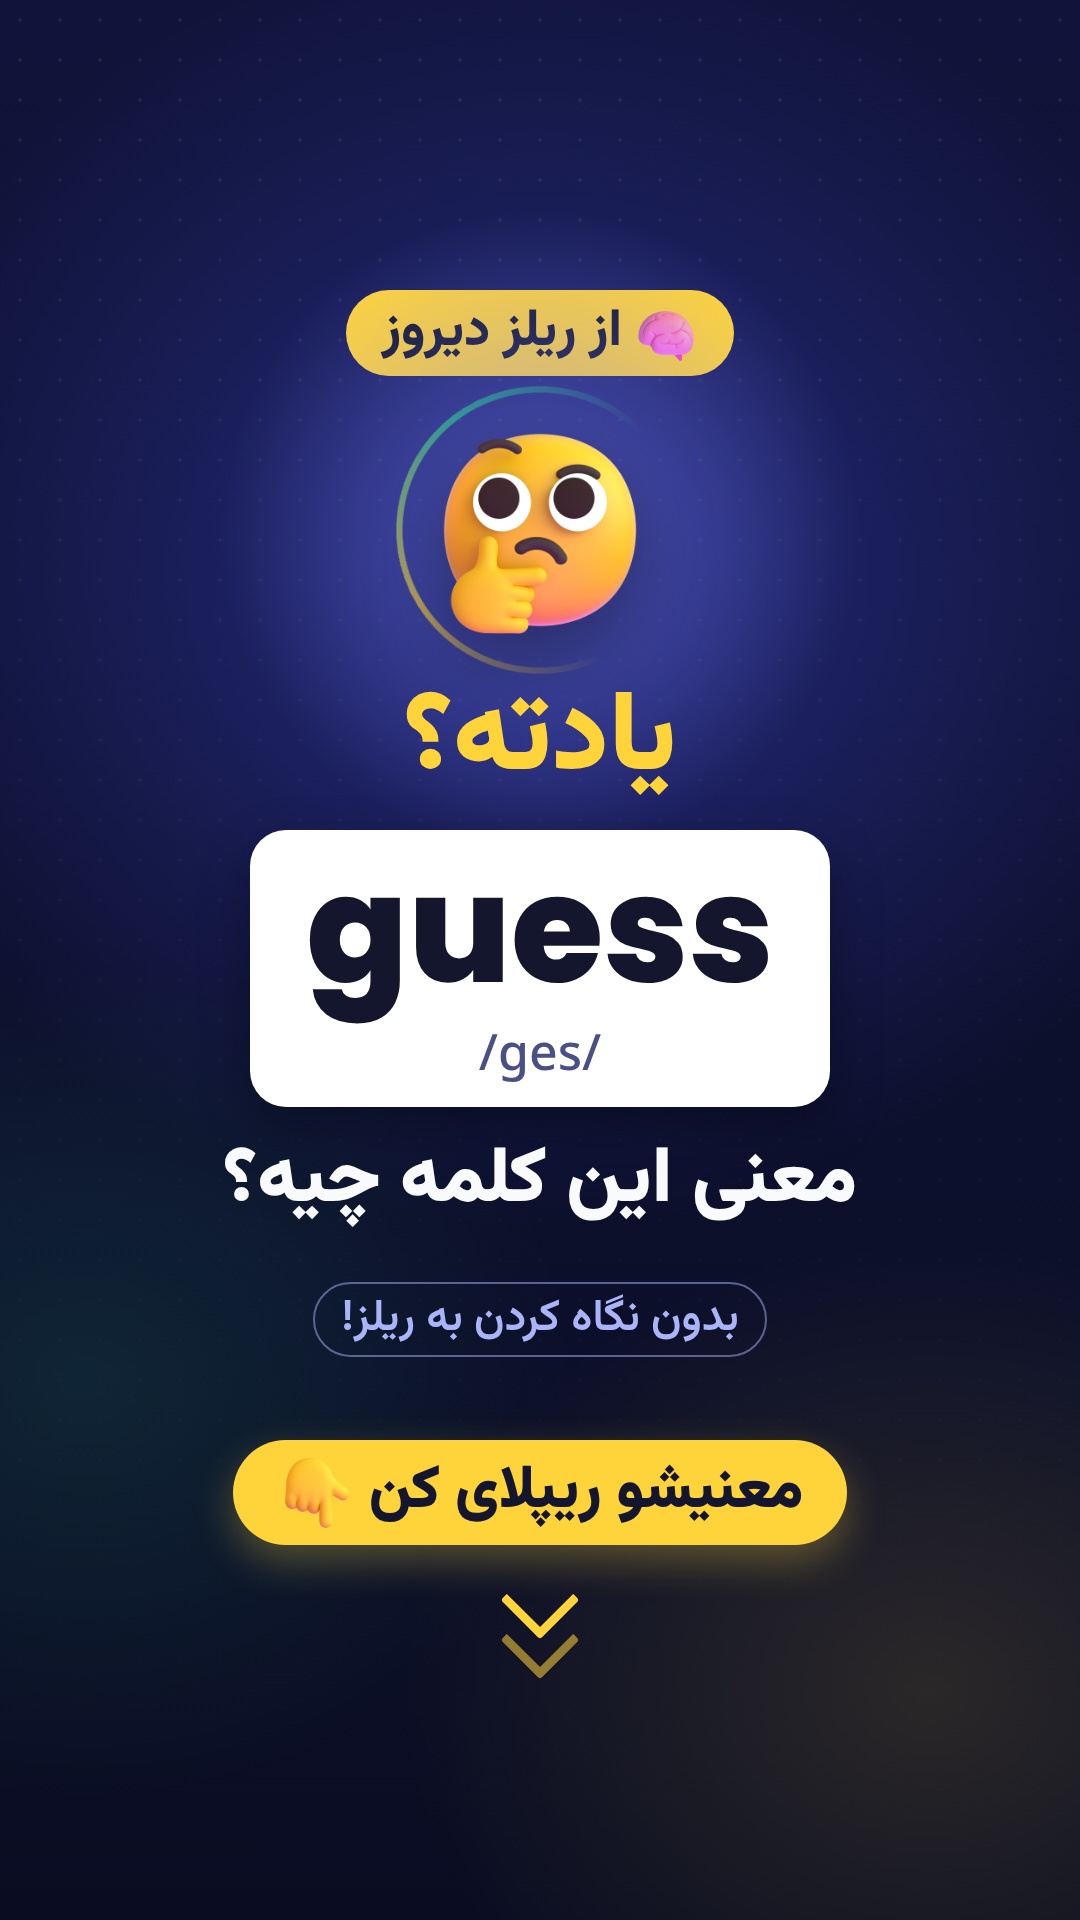 از ریلز دیروز
یادته؟
guess
/ges/
معنی این کلمه چیه؟
بدون نگاه کردن به ریلز!
معنیشو ریپلای کن